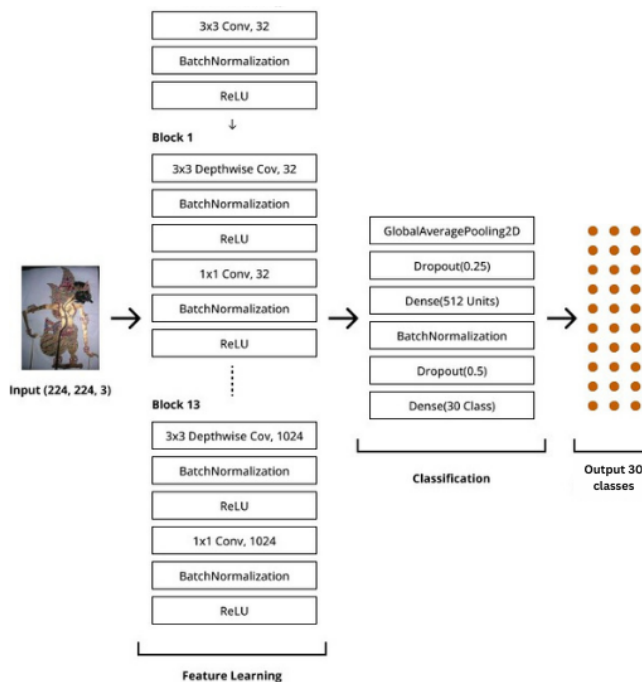 3x3 Conv, 32
BatchNormalization
ReLU
Block 1
3x3 Depthwise Cov, 32
BatchNormalization
ReLU
1x1 Conv, 32
BatchNormalization
ReLU
Block 13
3x3 Depthwise Cov, 1024
BatchNormalization
ReLU
1x1 Conv, 1024
BatchNormalization
ReLU
Feature Learning
Input (224, 224, 3)
GlobalAveragePooling2D
Dropout(0.25)
Dense(512 Units)
BatchNormalization
Dropout(0.5)
Dense(30 Class)
Classification
Output 30
classes